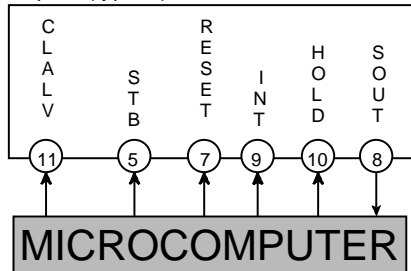 CLALV
STB
RESET
INT
HOLD
SOUT
11 5 7 9 10 8
MICROCOMPUTER